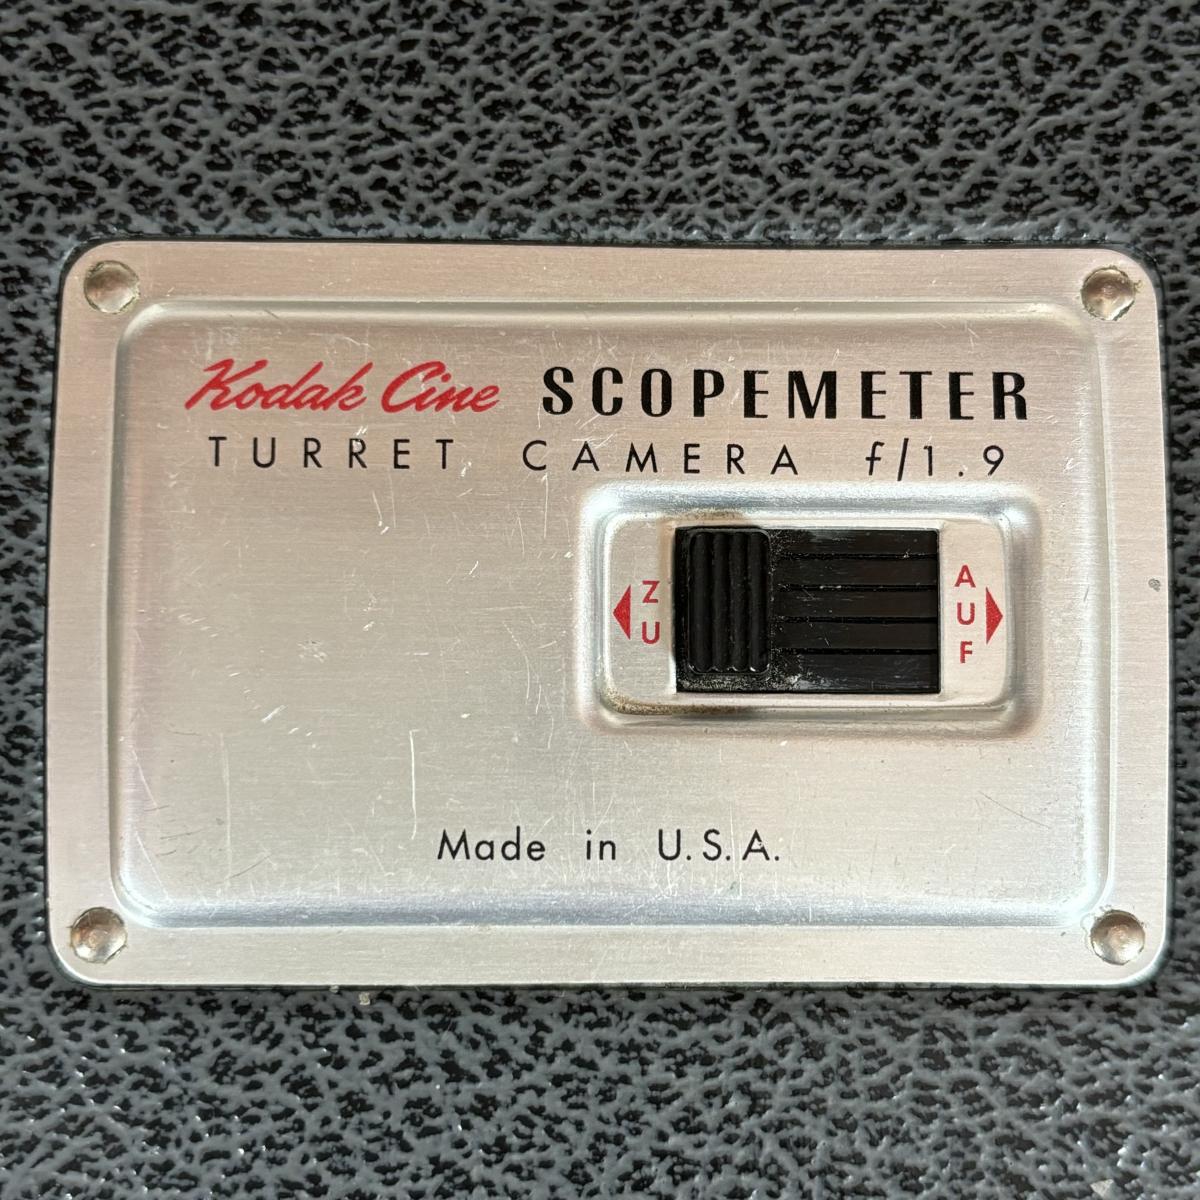 Kodak Cine SCOPEMETER
TURRET CAMERA f/1.9
ZU
AUF
Made in U.S.A.